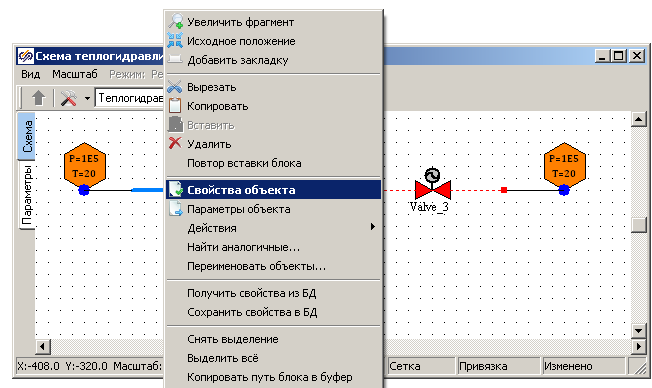 Увеличить фрагмент
Исходное положение
Добавить закладку
Вырезать
Копировать
Вставить
Удалить
Повтор вставки блока
Свойства объекта
Параметры объекта
Действия
Найти аналогичные...
Переименовать объекты...
Получить свойства из БД
Сохранить свойства в БД
Снять выделение
Выделить всё
Копировать путь блока в буфер
Схема теплогидравли
Вид Масштаб Режим: Ре
Теплогидрав
Схема
Параметры
P=1E5
T=20
Valve_3
P=1E5
T=20
X:-408.0 Y:-320.0 Масштаб: Сетка Привязка Изменено